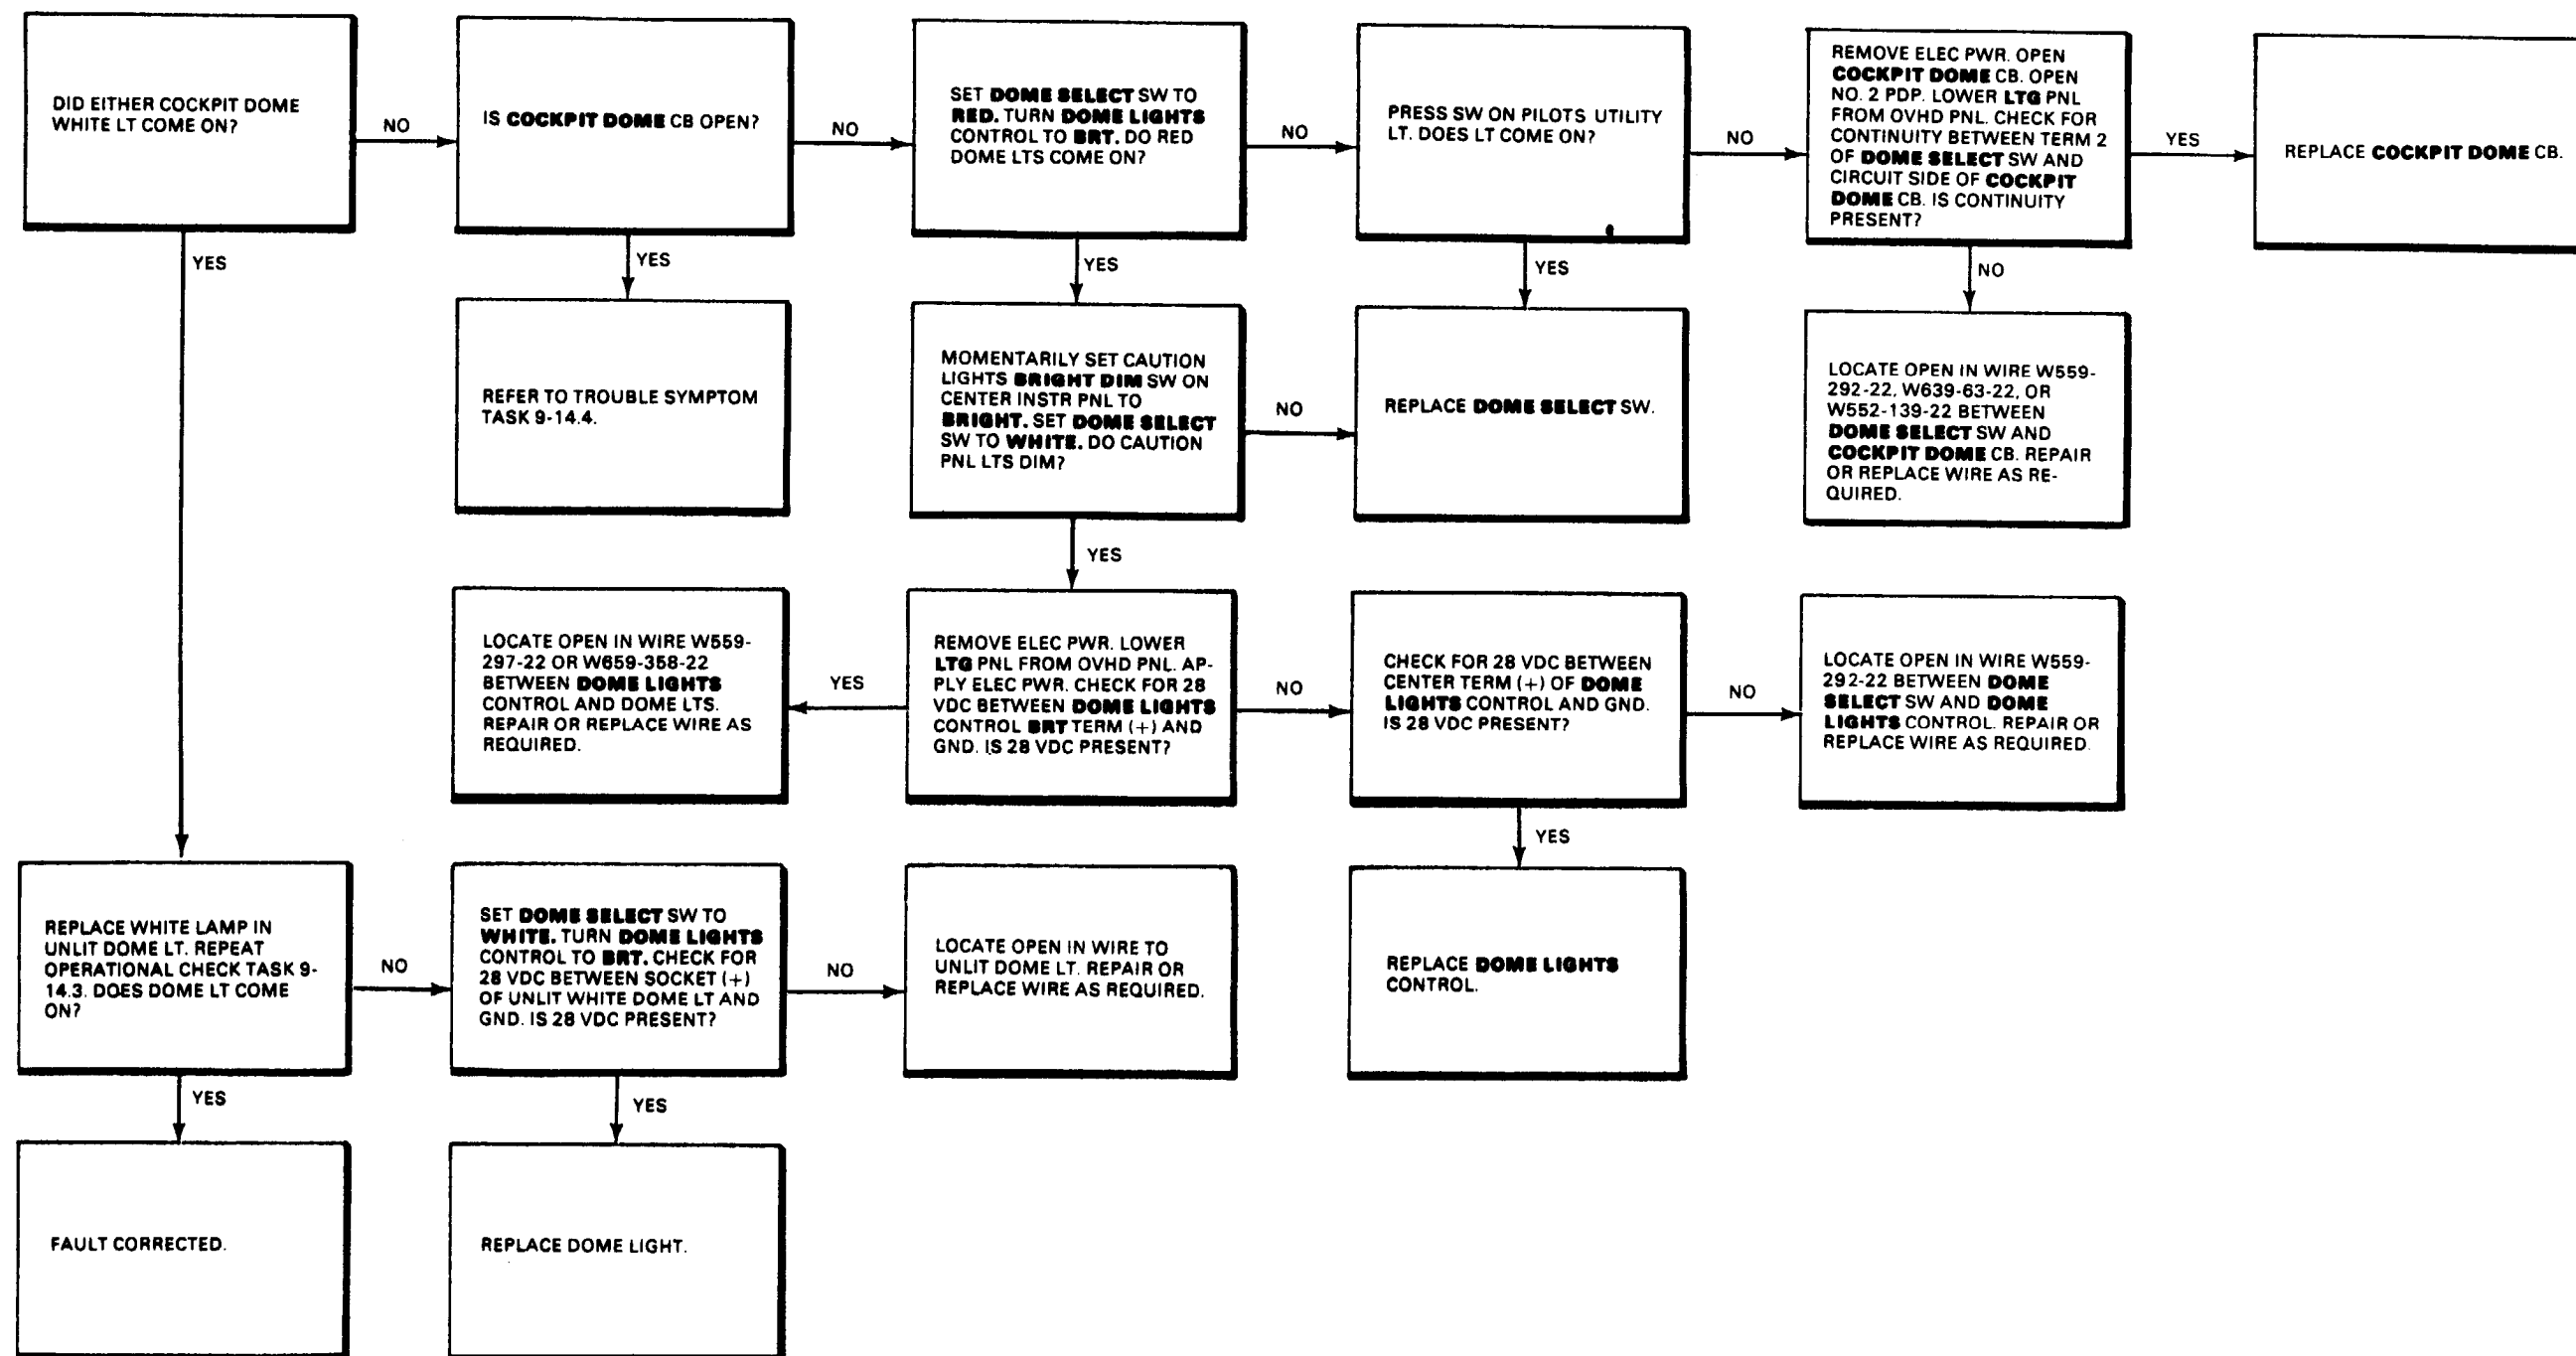 DID EITHER COCKPIT DOME
WHITE LT COME ON?
NO
YES
IS COCKPIT DOME CB OPEN?
NO
YES
SET DOME SELECT SW TO
RED. TURN DOME LIGHTS
CONTROL TO BRT. DO RED
DOME LTS COME ON?
NO
YES
PRESS SW ON PILOTS UTILITY
LT. DOES LT COME ON?
NO
YES
REMOVE ELEC PWR. OPEN
COCKPIT DOME CB. OPEN
NO. 2 PDP. LOWER LTG PNL
FROM OVHD PNL. CHECK FOR
CONTINUITY BETWEEN TERM 2
OF DOME SELECT SW AND
CIRCUIT SIDE OF COCKPIT
DOME CB. IS CONTINUITY
PRESENT?
YES
NO
REPLACE COCKPIT DOME CB.
REFER TO TROUBLE SYMPTOM
TASK 9-14.4.
MOMENTARILY SET CAUTION
LIGHTS BRIGHT DIM SW ON
CENTER INSTR PNL TO
BRIGHT. SET DOME SELECT
SW TO WHITE. DO CAUTION
PNL LTS DIM?
NO
YES
REPLACE DOME SELECT SW.
LOCATE OPEN IN WIRE W559-
292-22, W639-63-22, OR
W552-139-22 BETWEEN
DOME SELECT SW AND
COCKPIT DOME CB. REPAIR
OR REPLACE WIRE AS RE-
QUIRED.
LOCATE OPEN IN WIRE W559-
297-22 OR W659-358-22
BETWEEN DOME LIGHTS
CONTROL AND DOME LTS.
REPAIR OR REPLACE WIRE AS
REQUIRED.
YES
REMOVE ELEC PWR. LOWER
LTG PNL FROM OVHD PNL. AP-
PLY ELEC PWR. CHECK FOR 28
VDC BETWEEN DOME LIGHTS
CONTROL BRT TERM (+) AND
GND. IS 28 VDC PRESENT?
NO
CHECK FOR 28 VDC BETWEEN
CENTER TERM (+) OF DOME
LIGHTS CONTROL AND GND.
IS 28 VDC PRESENT?
NO
YES
LOCATE OPEN IN WIRE W559-
292-22 BETWEEN DOME
SELECT SW AND DOME
LIGHTS CONTROL. REPAIR OR
REPLACE WIRE AS REQUIRED.
REPLACE WHITE LAMP IN
UNLIT DOME LT. REPEAT
OPERATIONAL CHECK TASK 9-
14.3. DOES DOME LT COME
ON?
NO
YES
SET DOME SELECT SW TO
WHITE. TURN DOME LIGHTS
CONTROL TO BRT. CHECK FOR
28 VDC BETWEEN SOCKET (+)
OF UNLIT WHITE DOME LT AND
GND. IS 28 VDC PRESENT?
NO
YES
LOCATE OPEN IN WIRE TO
UNLIT DOME LT. REPAIR OR
REPLACE WIRE AS REQUIRED.
REPLACE DOME LIGHTS
CONTROL.
FAULT CORRECTED.
REPLACE DOME LIGHT.